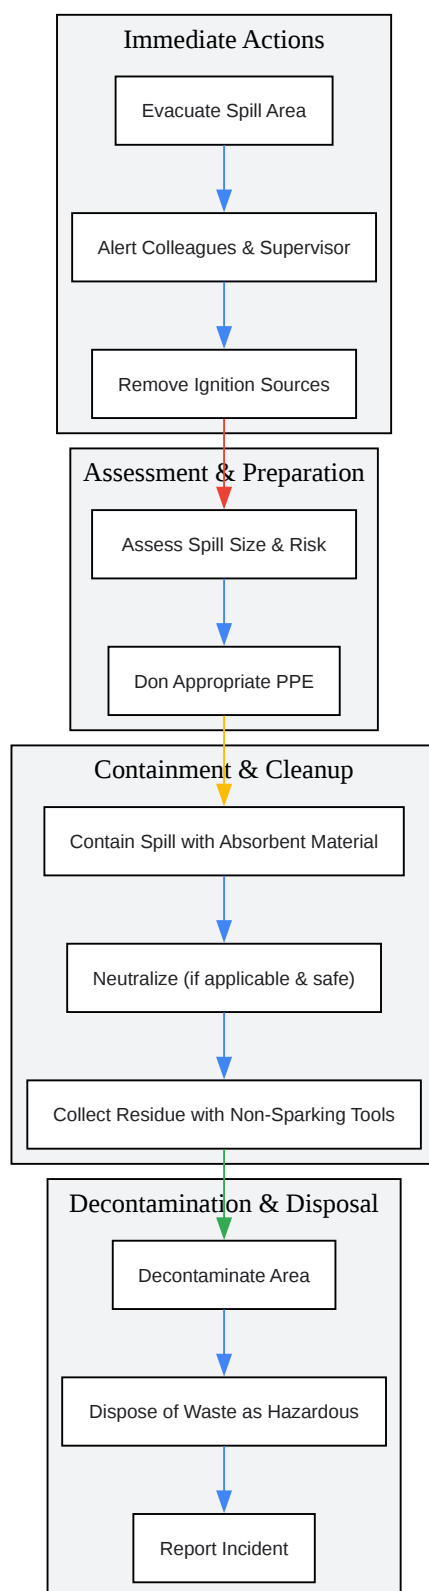 Immediate Actions
Evacuate Spill Area
Alert Colleagues & Supervisor
Remove Ignition Sources
Assessment & Preparation
Assess Spill Size & Risk
Don Appropriate PPE
Containment & Cleanup
Contain Spill with Absorbent Material
Neutralize (if applicable & safe)
Collect Residue with Non-Sparking Tools
Decontamination & Disposal
Decontaminate Area
Dispose of Waste as Hazardous
Report Incident